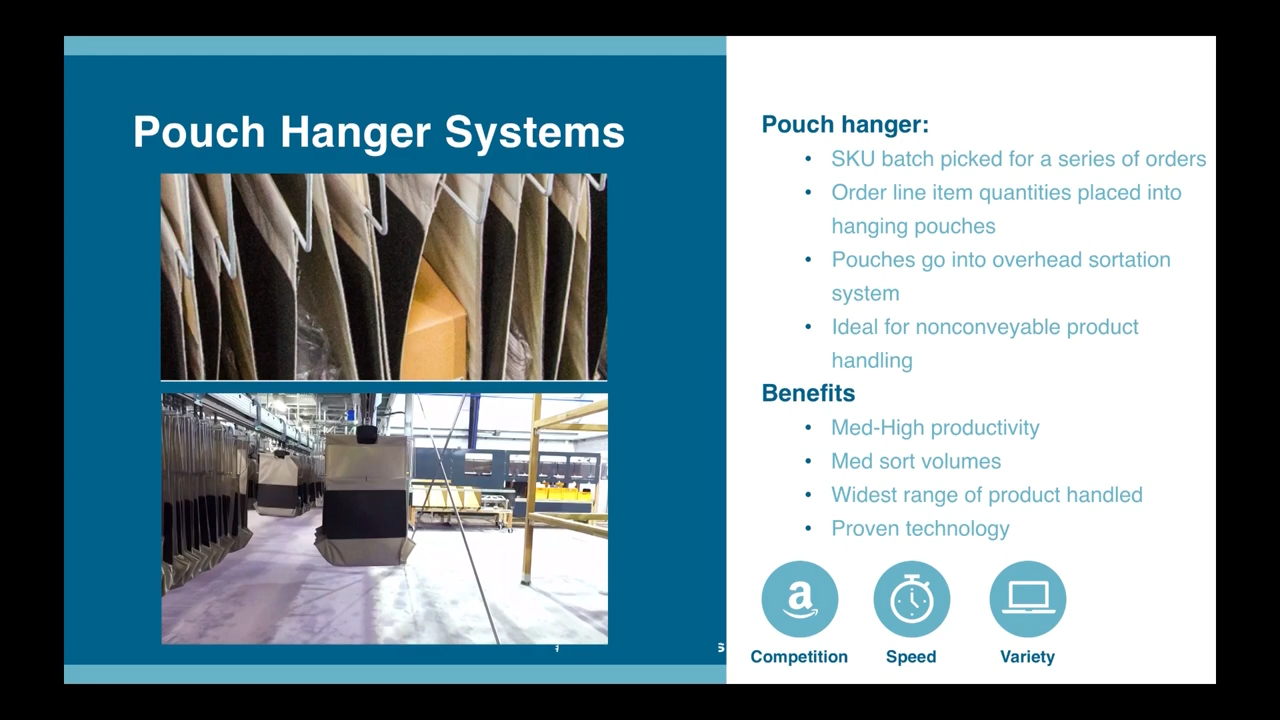 Pouch Hanger Systems
Pouch hanger:
• SKU batch picked for a series of orders
• Order line item quantities placed into
hanging pouches
• Pouches go into overhead sortation
system
• Ideal for nonconveyable product
handling
Benefits
• Med-High productivity
• Med sort volumes
• Widest range of product handled
• Proven technology
a
Competition
Speed
Variety